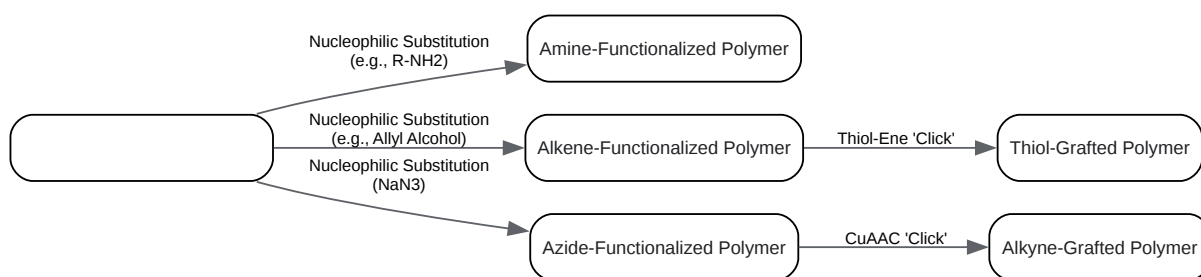 Nucleophilic Substitution
(e.g., R-NH2)
Amine-Functionalized Polymer
Nucleophilic Substitution
(e.g., Allyl Alcohol)
Alkene-Functionalized Polymer
Thiol-Ene 'Click'
Thiol-Grafted Polymer
Nucleophilic Substitution
(NaN3)
Azide-Functionalized Polymer
CuAAC 'Click'
Alkyne-Grafted Polymer